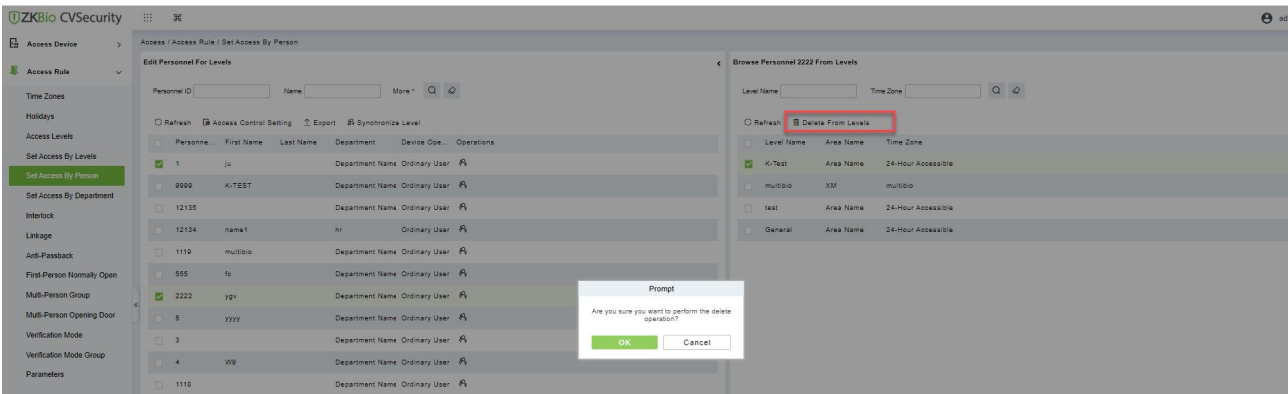 ZKBio CVSecurity
ad
Access Device
Access Rule
Time Zones
Holidays
Access Levels
Set Access By Levels
Set Access By Person
Set Access By Department
Interlock
Linkage
Anti-Passback
First-Person Normally Open
Multi-Person Group
Multi-Person Opening Door
Verification Mode
Verification Mode Group
Parameters
Access / Access Rule / Set Access By Person
Edit Personnel For Levels
Personnel ID Name More
Refresh Access Control Setting Export Synchronize Level
Personne... First Name Last Name Department Device Ope... Operations
1 ju Department Name Ordinary User
9999 K-TEST Department Name Ordinary User
12135 Department Name Ordinary User
12134 name1 hr Ordinary User
1119 multibio Department Name Ordinary User
555 fc Department Name Ordinary User
2222 ygv Department Name Ordinary User
5 yyyy Department Name Ordinary User
3 Department Name Ordinary User
4 W9 Department Name Ordinary User
1118 Department Name Ordinary User
Browse Personnel 2222 From Levels
Level Name Time Zone
Refresh Delete From Levels
Level Name Area Name Time Zone
K-Test Area Name 24-Hour Accessible
multibio XM multibio
test Area Name 24-Hour Accessible
General Area Name 24-Hour Accessible
Prompt
Are you sure you want to perform the delete
operation?
OK Cancel